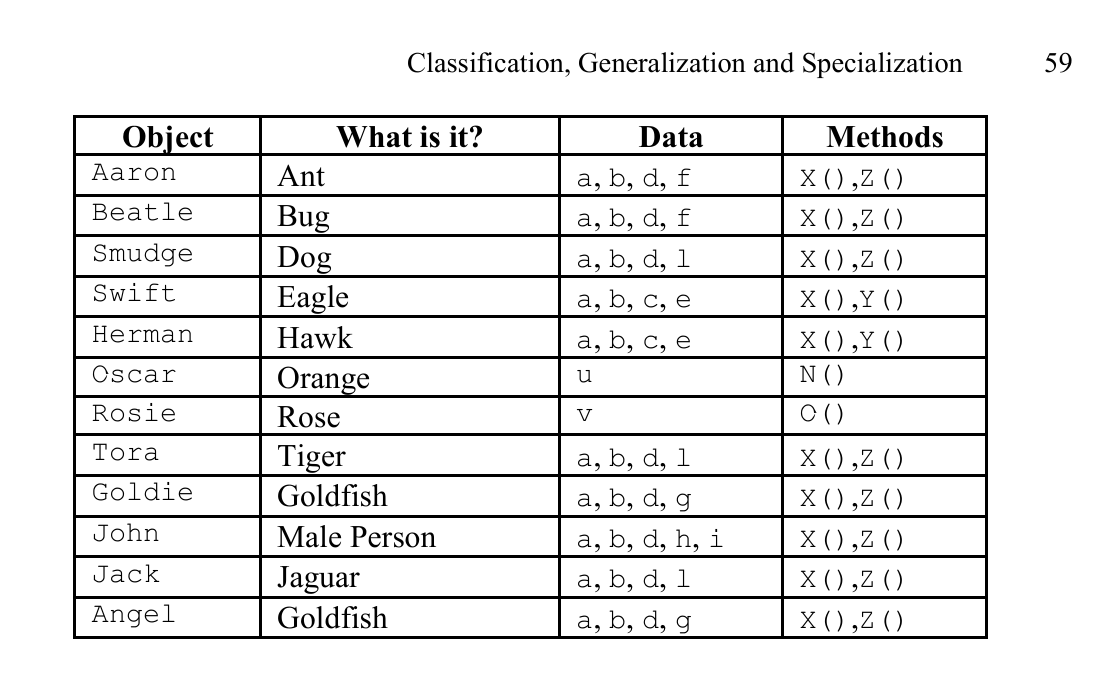 Classification, Generalization and Specialization 59
Object What is it? Data Methods
Aaron Ant a, b, d, f X(),Z()
Beatle Bug a, b, d, f X(),Z()
Smudge Dog a, b, d, l X(),Z()
Swift Eagle a, b, c, e X(),Y()
Herman Hawk a, b, c, e X(),Y()
Oscar Orange u N()
Rosie Rose v O()
Tora Tiger a, b, d, l X(),Z()
Goldie Goldfish a, b, d, g X(),Z()
John Male Person a, b, d, h, i X(),Z()
Jack Jaguar a, b, d, l X(),Z()
Angel Goldfish a, b, d, g X(),Z()